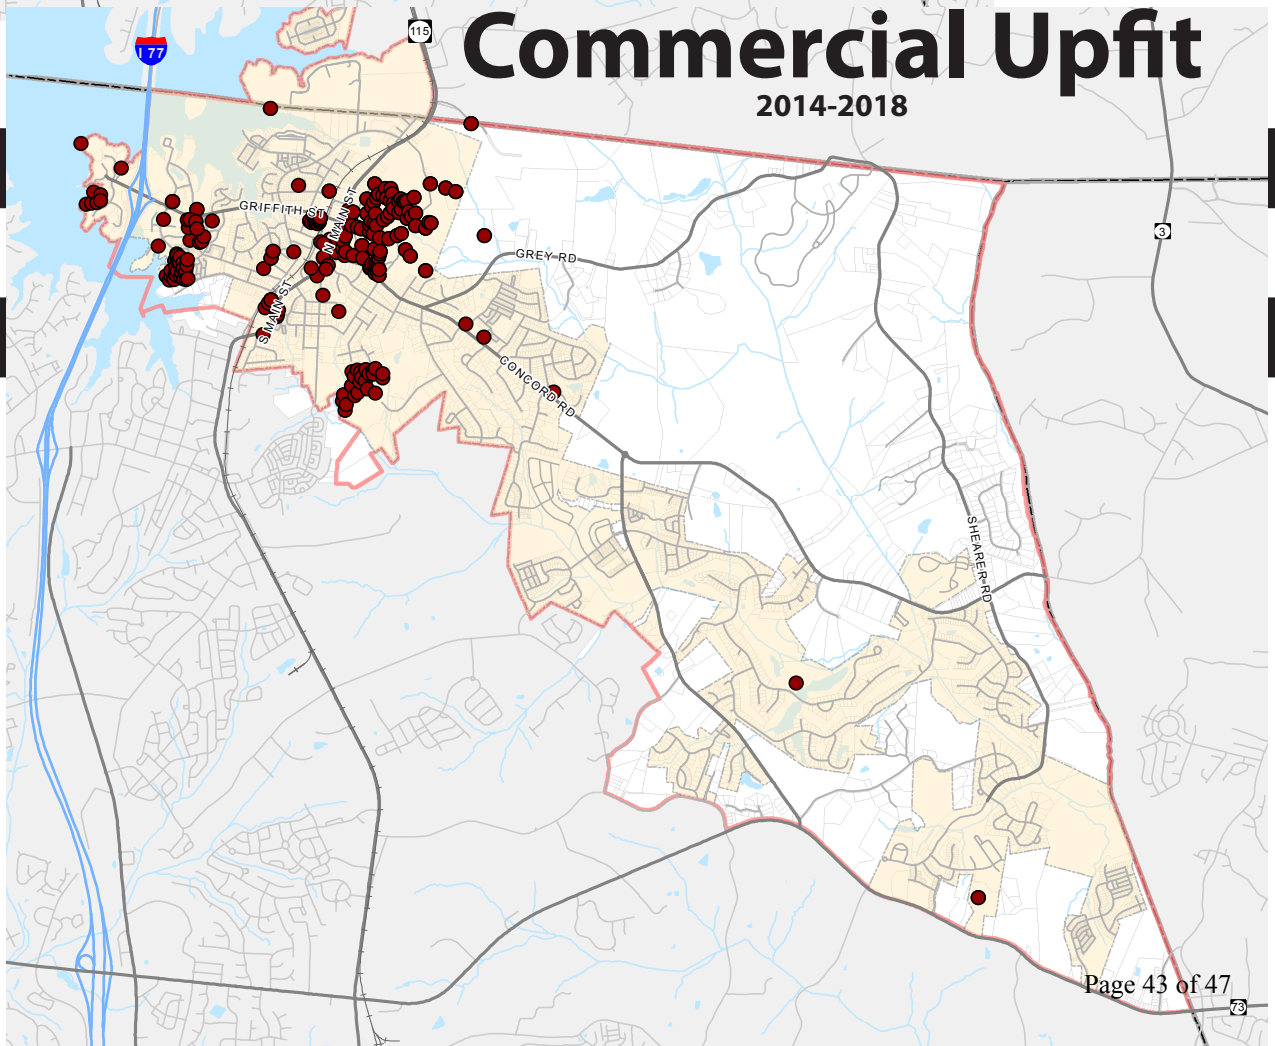 Commercial Upfit
2014-2018
I 77
115
3
GRIFFITH ST
N MAIN ST
GREY RD
S MAIN ST
CONCORD RD
SHEARER RD
Page 43 of 47
73